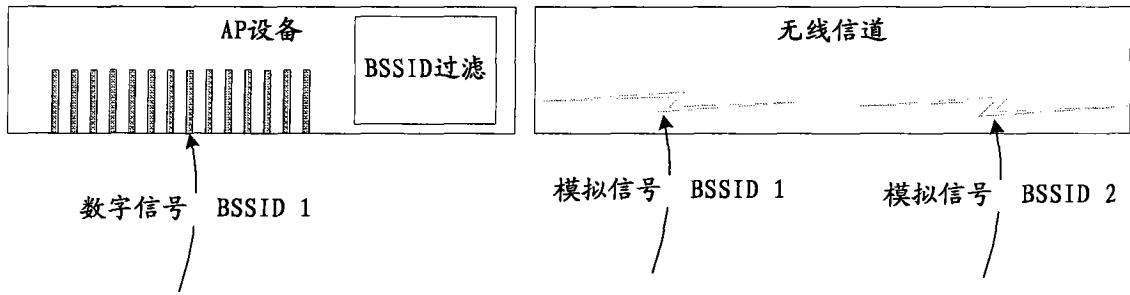 AP设备
BSSID过滤
数字信号 BSSID 1
无线信道
模拟信号 BSSID 1
模拟信号 BSSID 2